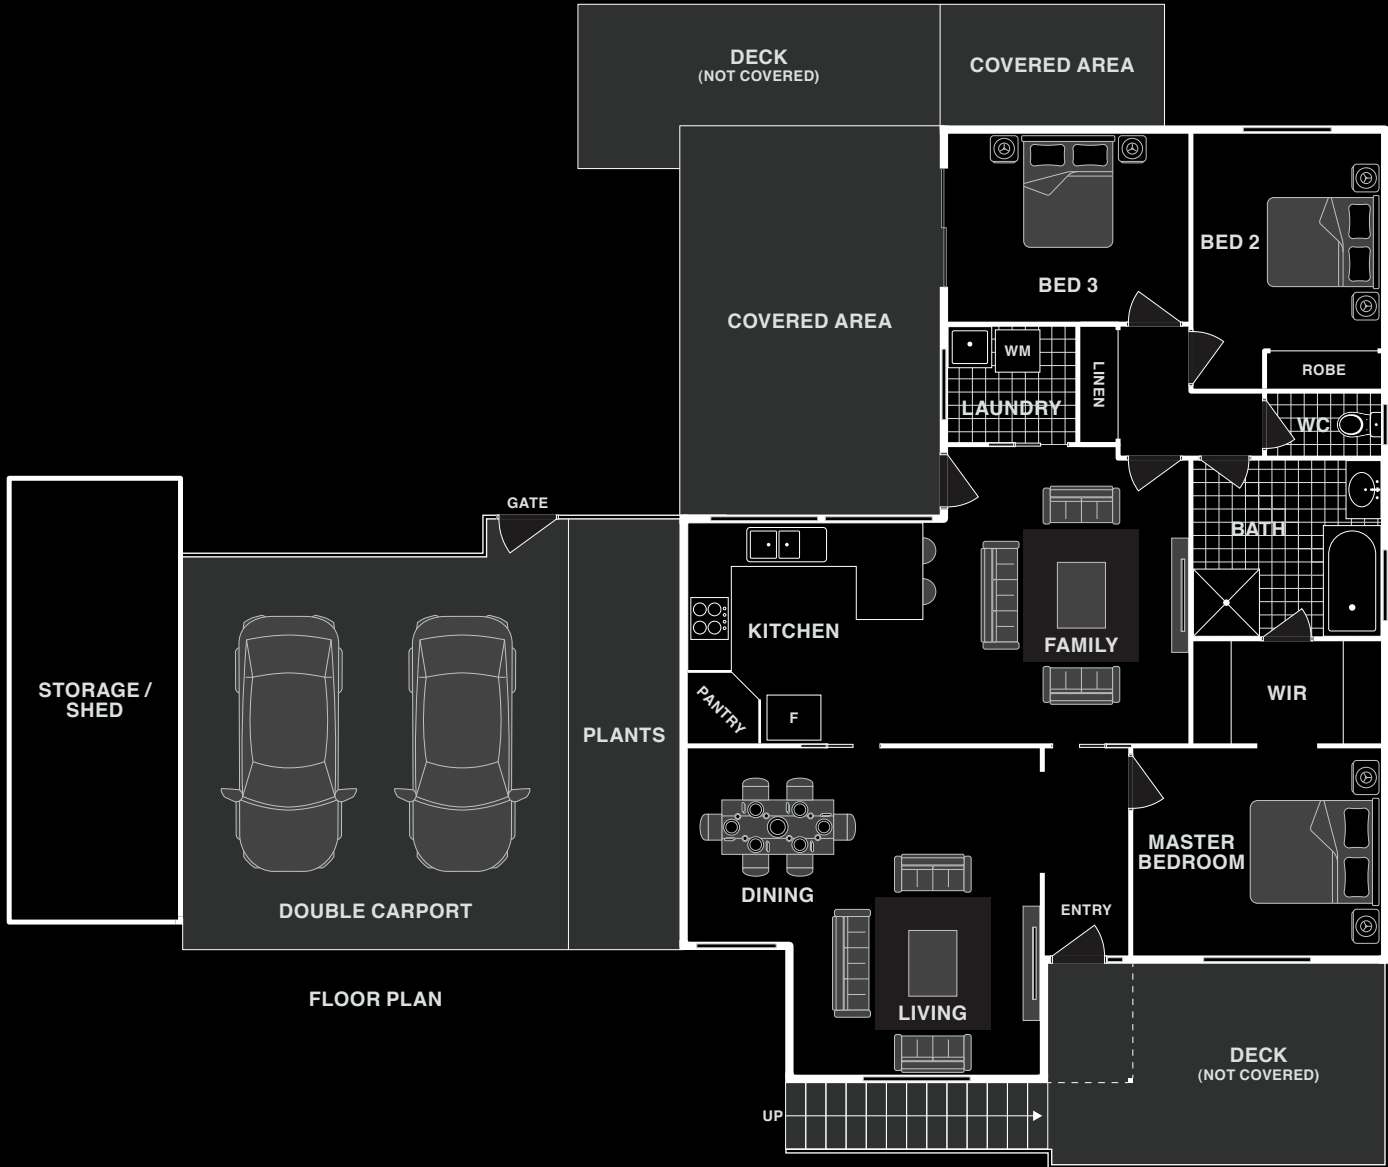 DECK
(NOT COVERED)
COVERED AREA
BED 2
BED 3
COVERED AREA
WM
LINEN
ROBE
LAUNDRY
WC
GATE
BATH
KITCHEN
FAMILY
STORAGE /
SHED
WIR
PANTRY
F
PLANTS
MASTER
BEDROOM
DINING
DOUBLE CARPORT
ENTRY
FLOOR PLAN
LIVING
DECK
(NOT COVERED)
UP